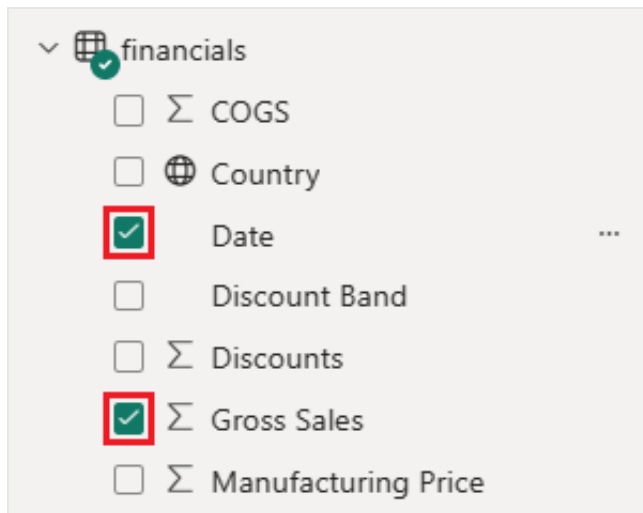 financials
Σ COGS
Country
Date ...
Discount Band
Σ Discounts
Σ Gross Sales
Σ Manufacturing Price